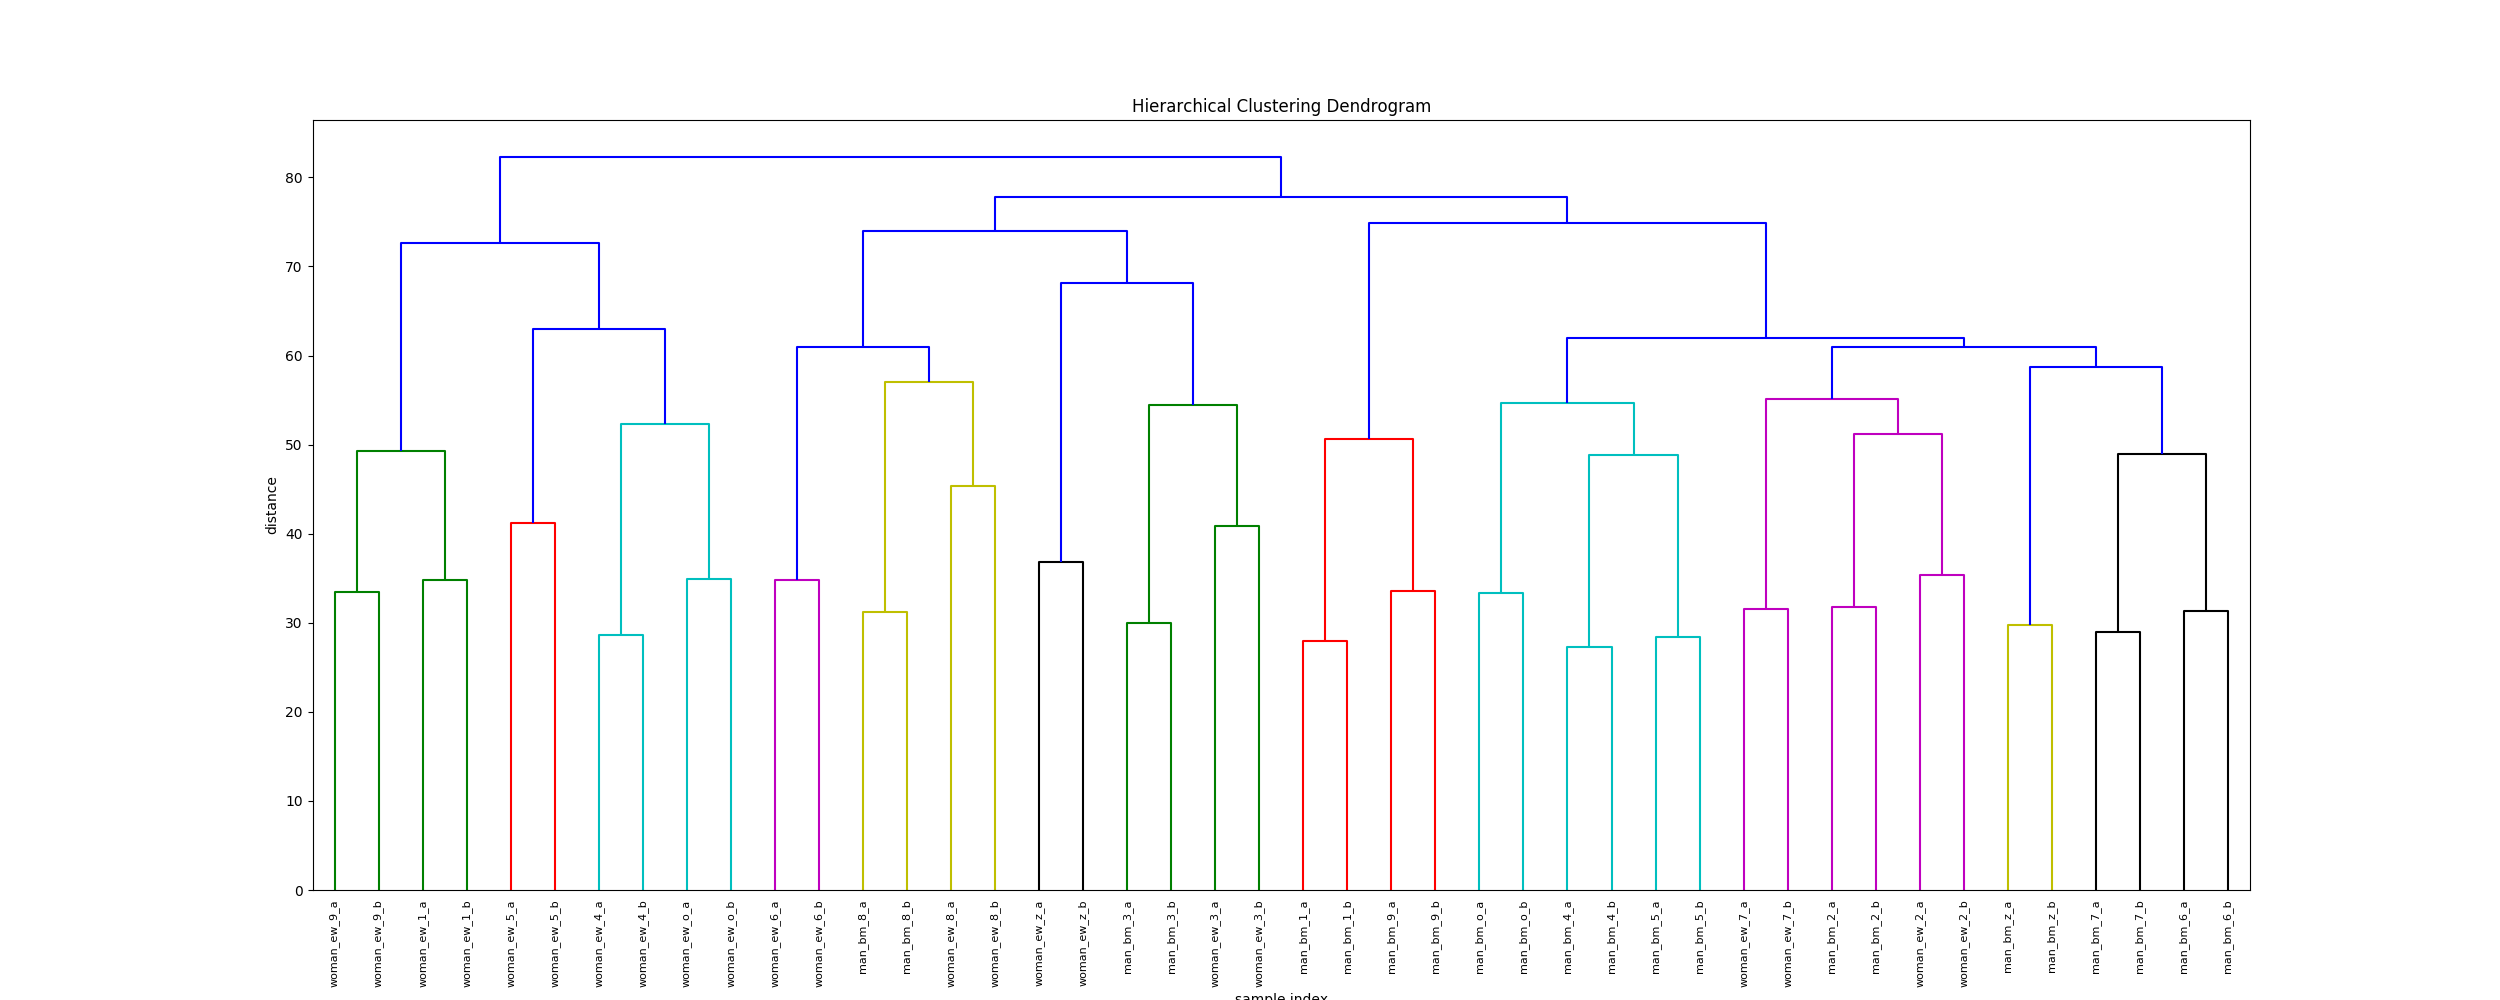 Hierarchical Clustering Dendrogram
80
70
60
50
40
30
20
10
0
distance
woman_ew_9_a
woman_ew_9_b
woman_ew_1_a
woman_ew_1_b
woman_ew_5_a
woman_ew_5_b
woman_ew_4_a
woman_ew_4_b
woman_ew_o_a
woman_ew_o_b
woman_ew_6_a
woman_ew_6_b
man_bm_8_a
man_bm_8_b
woman_ew_8_a
woman_ew_8_b
woman_ew_z_a
woman_ew_z_b
man_bm_3_a
man_bm_3_b
woman_ew_3_a
woman_ew_3_b
man_bm_1_a
man_bm_1_b
man_bm_9_a
man_bm_9_b
man_bm_o_a
man_bm_o_b
man_bm_4_a
man_bm_4_b
man_bm_5_a
man_bm_5_b
woman_ew_7_a
woman_ew_7_b
man_bm_2_a
man_bm_2_b
woman_ew_2_a
woman_ew_2_b
man_bm_z_a
man_bm_z_b
man_bm_7_a
man_bm_7_b
man_bm_6_a
man_bm_6_b
sample index